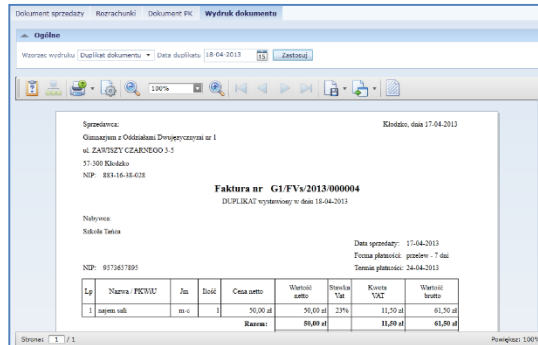 Dokument sprzedaży Rozrachunki Dokument PK Wydruk dokumentu
Ogólne
Wzorzec wydruku Duplikat dokumentu Data duplikatu 18-04-2013 15 Zastosuj
100%
Sprzedawca: Kłodzko, dnia 17-04-2013
Gimnazjum z Oddziałami Dwujęzycznymi nr 1
ul. ZAWISZY CZARNEGO 3-5
57-300 Kłodzko
NIP: 883-16-38-028
Faktura nr G1/FVs/2013/000004
DUPLIKAT wystawiony w dniu 18-04-2013
Nabywca:
Szkoła Tańca
Data sprzedaży: 17-04-2013
Forma płatności: przelew - 7 dni
NIP: 9573657895 Termin płatności: 24-04-2013
Lp Nazwa / PKWiU Jm Ilość Cena netto Wartość netto Stawka Vat Kwota VAT Wartość brutto
1 najem sali m-c 1 50,00 zł 50,00 zł 23% 11,50 zł 61,50 zł
Razem: 50,00 zł 11,50 zł 61,50 zł
Strona: 1 / 1 Powiększ: 100%